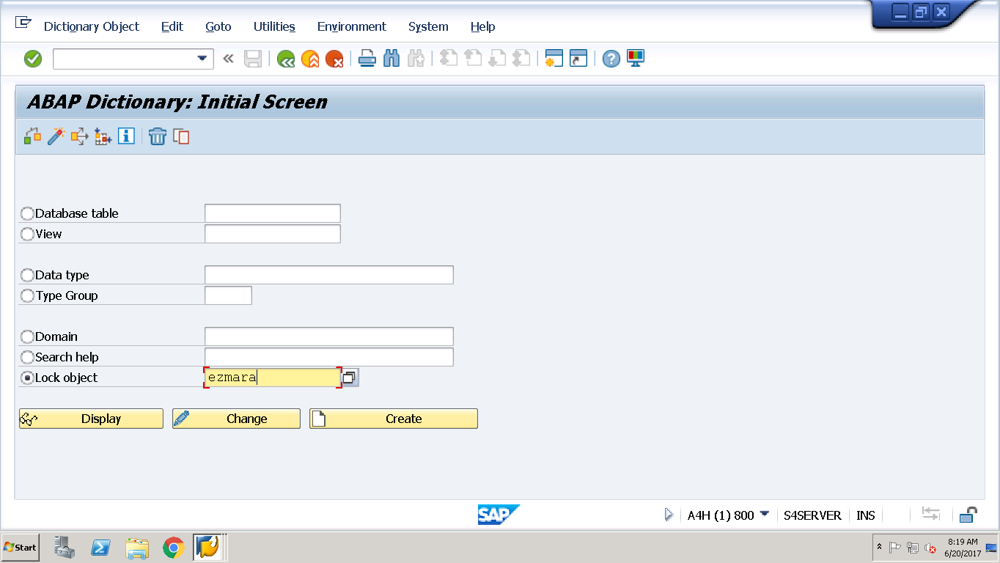 Dictionary Object Edit Goto Utilities Environment System Help
ABAP Dictionary: Initial Screen
Database table
View
Data type
Type Group
Domain
Search help
Lock object ezmara
Display Change Create
SAP A4H (1) 800 S4SERVER INS
Start 8:19 AM
6/20/2017